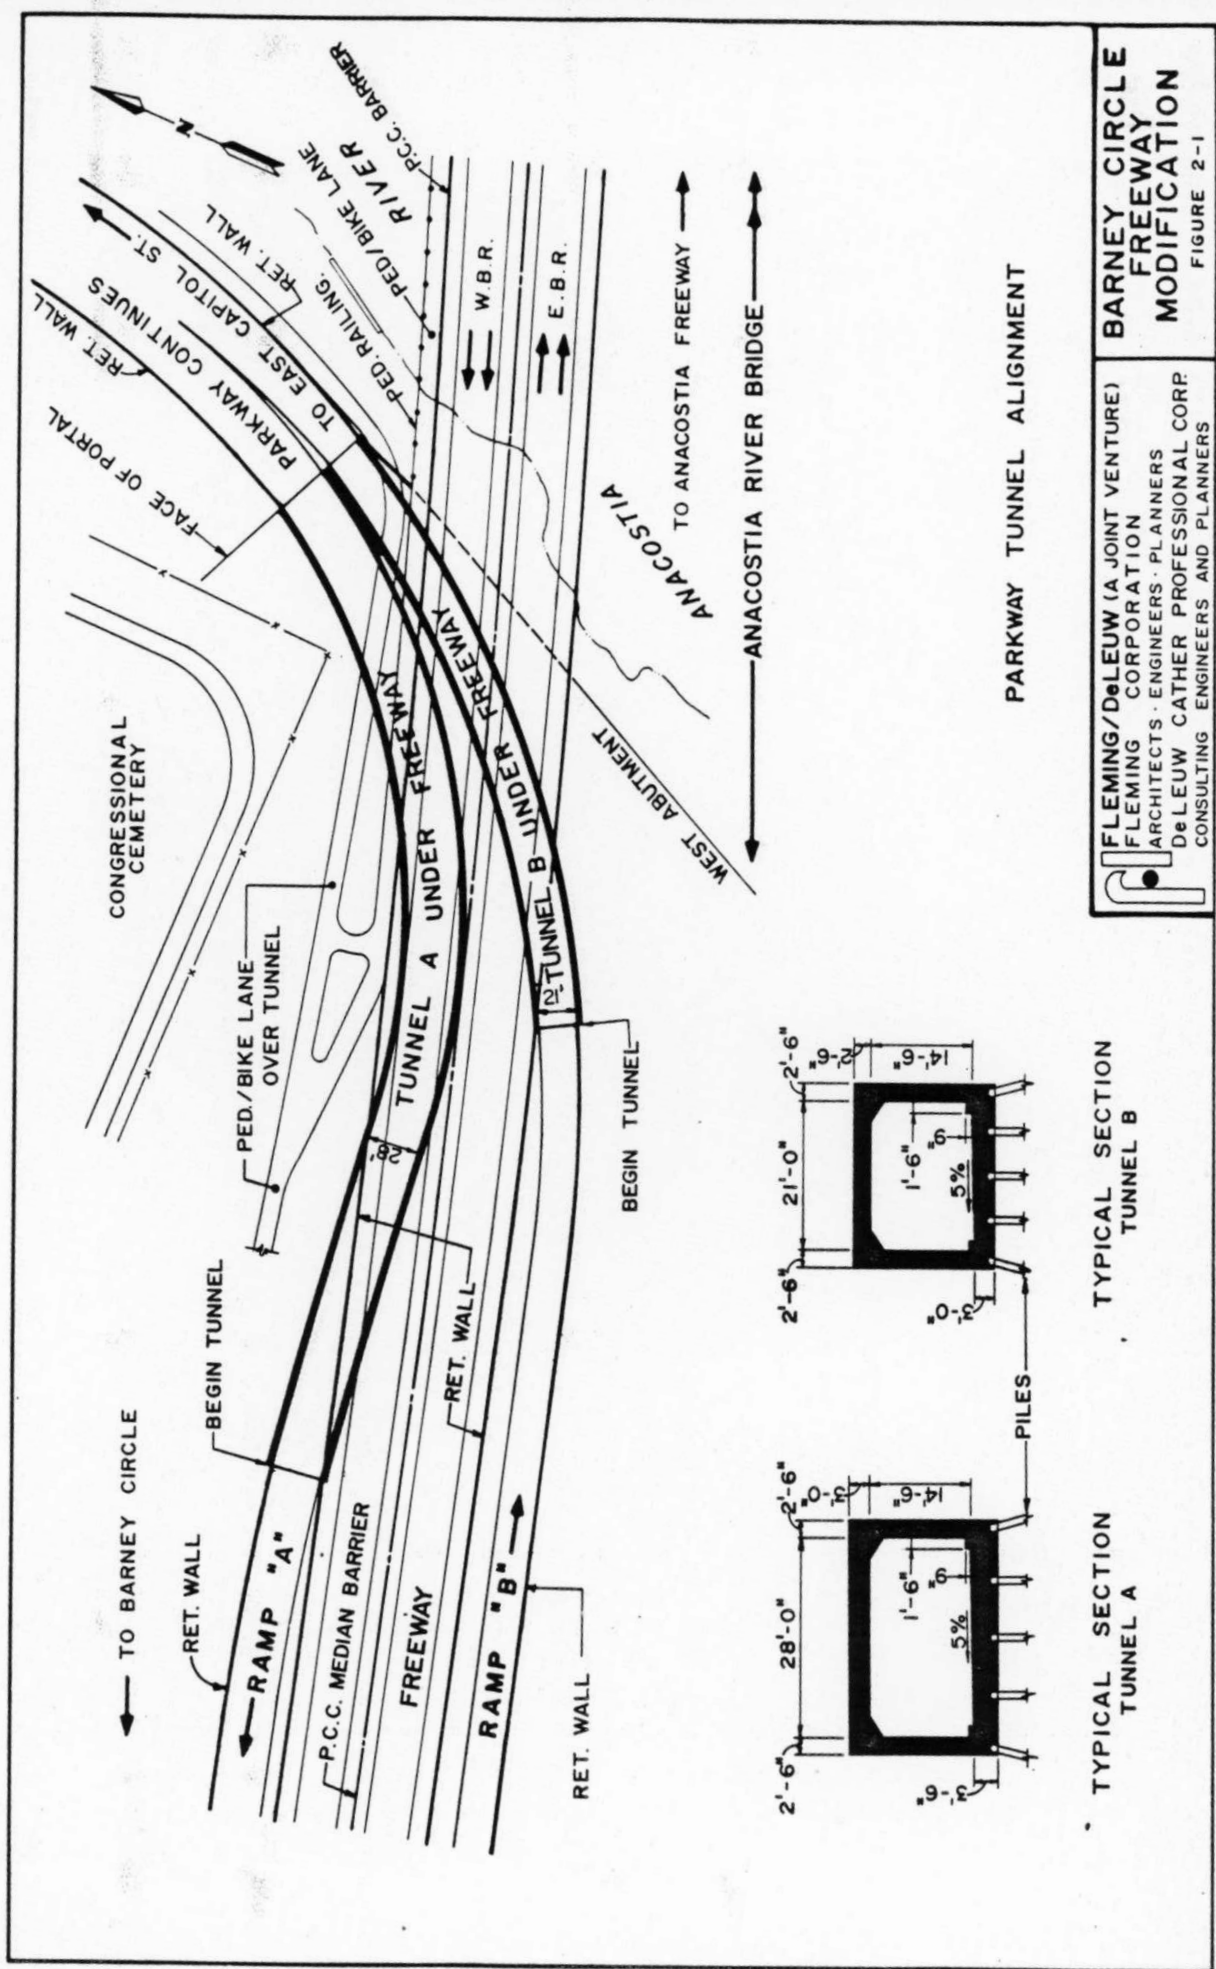 TO BARNEY CIRCLE
CONGRESSIONAL
CEMETERY
FACE OF PORTAL
RET. WALL
PARKWAY CONTINUES
TO EAST CAPITOL ST.
RET. WALL
N
PED. RAILING
PED/BIKE LANE
P.C.C. BARRIER
ANACOSTIA RIVER
W.B.R.
E.B.R.
PED./BIKE LANE
OVER TUNNEL
BEGIN TUNNEL
RET. WALL
RAMP "A"
P.C.C. MEDIAN BARRIER
FREEWAY
RAMP "B"
RET. WALL
RET. WALL
28'
TUNNEL A UNDER FREEWAY
21'
TUNNEL B UNDER FREEWAY
BEGIN TUNNEL
WEST ABUTMENT
TO ANACOSTIA FREEWAY
ANACOSTIA RIVER BRIDGE
2'-6"
28'-0"
2'-6"
3'-0"
14'-6"
1'-9"
9"
5%
3'-6"
PILES
2'-6"
21'-0"
2'-6"
2'-6"
14'-6"
1'-9"
9"
5%
3'-0"
TYPICAL SECTION
TUNNEL A
TYPICAL SECTION
TUNNEL B
PARKWAY TUNNEL ALIGNMENT
FLEMING/DeLEUW (A JOINT VENTURE)
FLEMING CORPORATION
ARCHITECTS · ENGINEERS · PLANNERS
DeLEUW CATHER PROFESSIONAL CORP.
CONSULTING ENGINEERS AND PLANNERS
BARNEY CIRCLE
FREEWAY
MODIFICATION
FIGURE 2-1